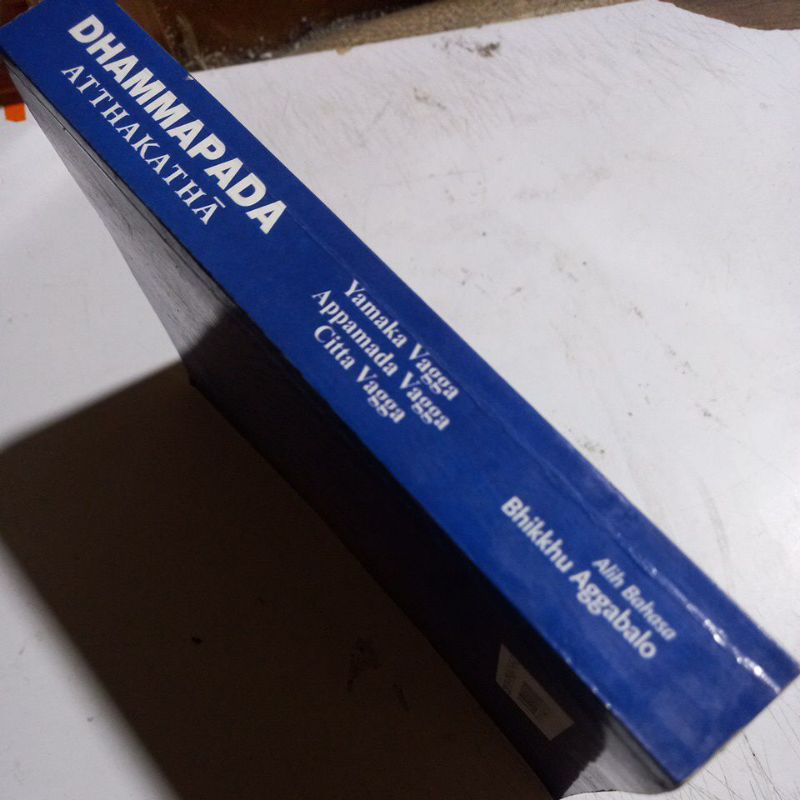 DHAMMAPADA
ATTHAKATHĀ
Yamaka Vagga
Appamada Vagga
Citta Vagga
Alih Bahasa
Bhikkhu Aggabalo